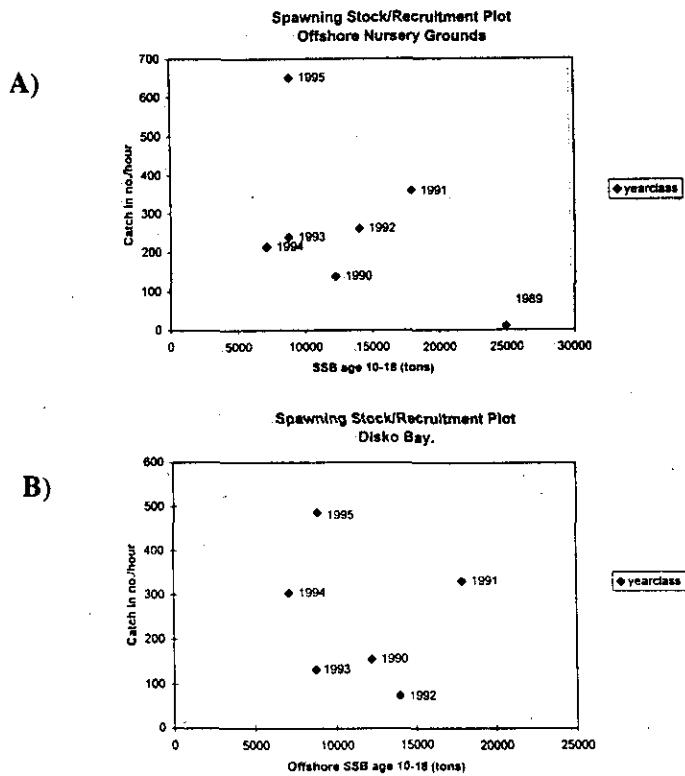 A)
Spawning Stock/Recruitment Plot
Offshore Nursery Grounds
Catch in no./hour
700
600
500
400
300
200
100
0
1995
1991
1992
1993
1994
1990
1989
yearclass
0 5000 10000 15000 20000 25000 30000
SSB age 10-18 (tons)
B)
Spawning Stock/Recruitment Plot
Disko Bay.
Catch in no./hour
600
500
400
300
200
100
0
1995
1991
1994
1990
1993
1992
yearclass
0 5000 10000 15000 20000 25000
Offshore SSB age 10-18 (tons)